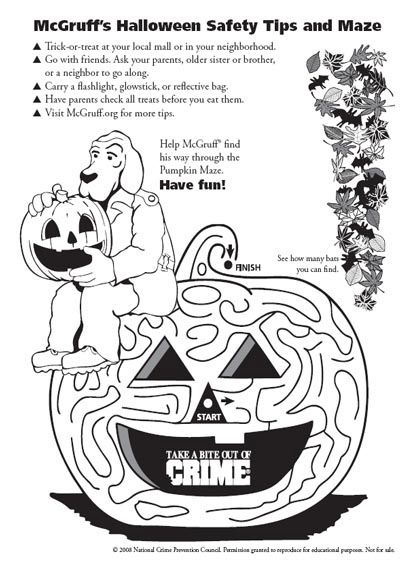 McGruff's Halloween Safety Tips and Maze
▲ Trick-or-treat at your local mall or in your neighborhood.
▲ Go with friends. Ask your parents, older sister or brother,
or a neighbor to go along.
▲ Carry a flashlight, glowstick, or reflective bag.
▲ Have parents check all treats before you eat them.
▲ Visit McGruff.org for more tips.
Help McGruff® find
his way through the
Pumpkin Maze.
Have fun!
See how many bats
you can find.
FINISH
START
TAKE A BITE OUT OF
CRIME®
© 2008 National Crime Prevention Council. Permission granted to reproduce for educational purposes. Not for sale.